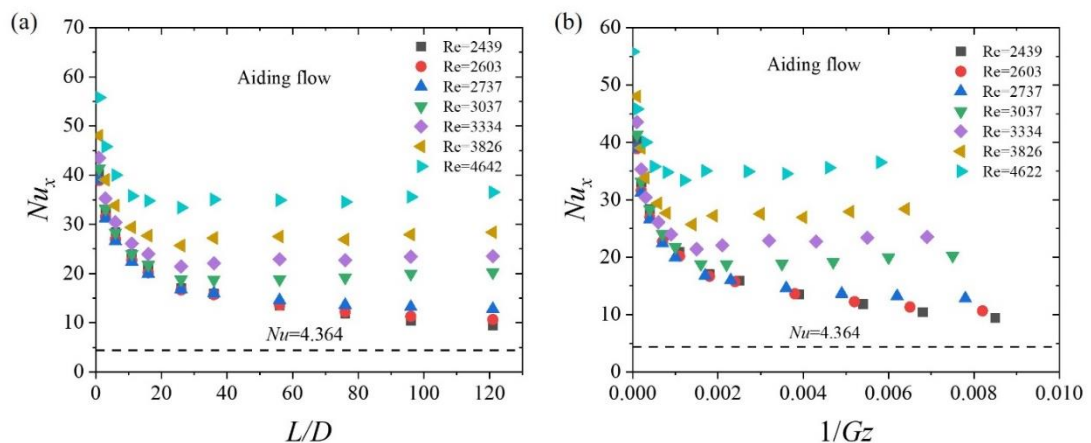 (a)
70
60
50
40
30
20
10
0
Nuₓ
Aiding flow
Re=2439
Re=2603
Re=2737
Re=3037
Re=3334
Re=3826
Re=4642
Nu=4.364
0 20 40 60 80 100 120
L/D
(b)
60
50
40
30
20
10
0
Nuₓ
Aiding flow
Re=2439
Re=2603
Re=2737
Re=3037
Re=3334
Re=3826
Re=4622
Nu=4.364
0.000 0.002 0.004 0.006 0.008 0.010
1/Gz